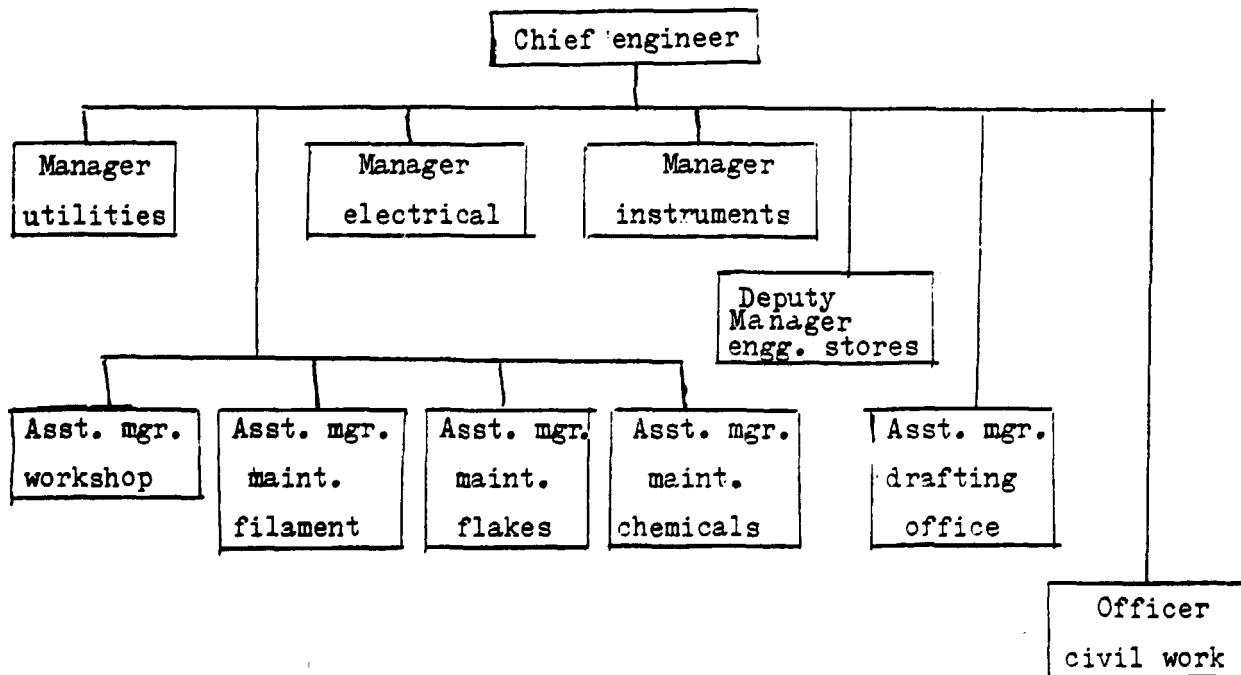 Chief engineer
Manager
utilities
Manager
electrical
Manager
instruments
Deputy
Manager
engg. stores
Asst. mgr.
workshop
Asst. mgr.
maint.
filament
Asst. mgr.
maint.
flakes
Asst. mgr.
maint.
chemicals
Asst. mgr.
drafting
office
Officer
civil work